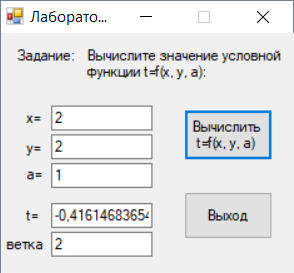 Лаборато...
Задание: Вычислите значение условной
функции t=f(x, y, a):
x= 2
y= 2
a= 1
Вычислить
t=f(x, y, a)
t= -0,41614683654
ветка 2
Выход